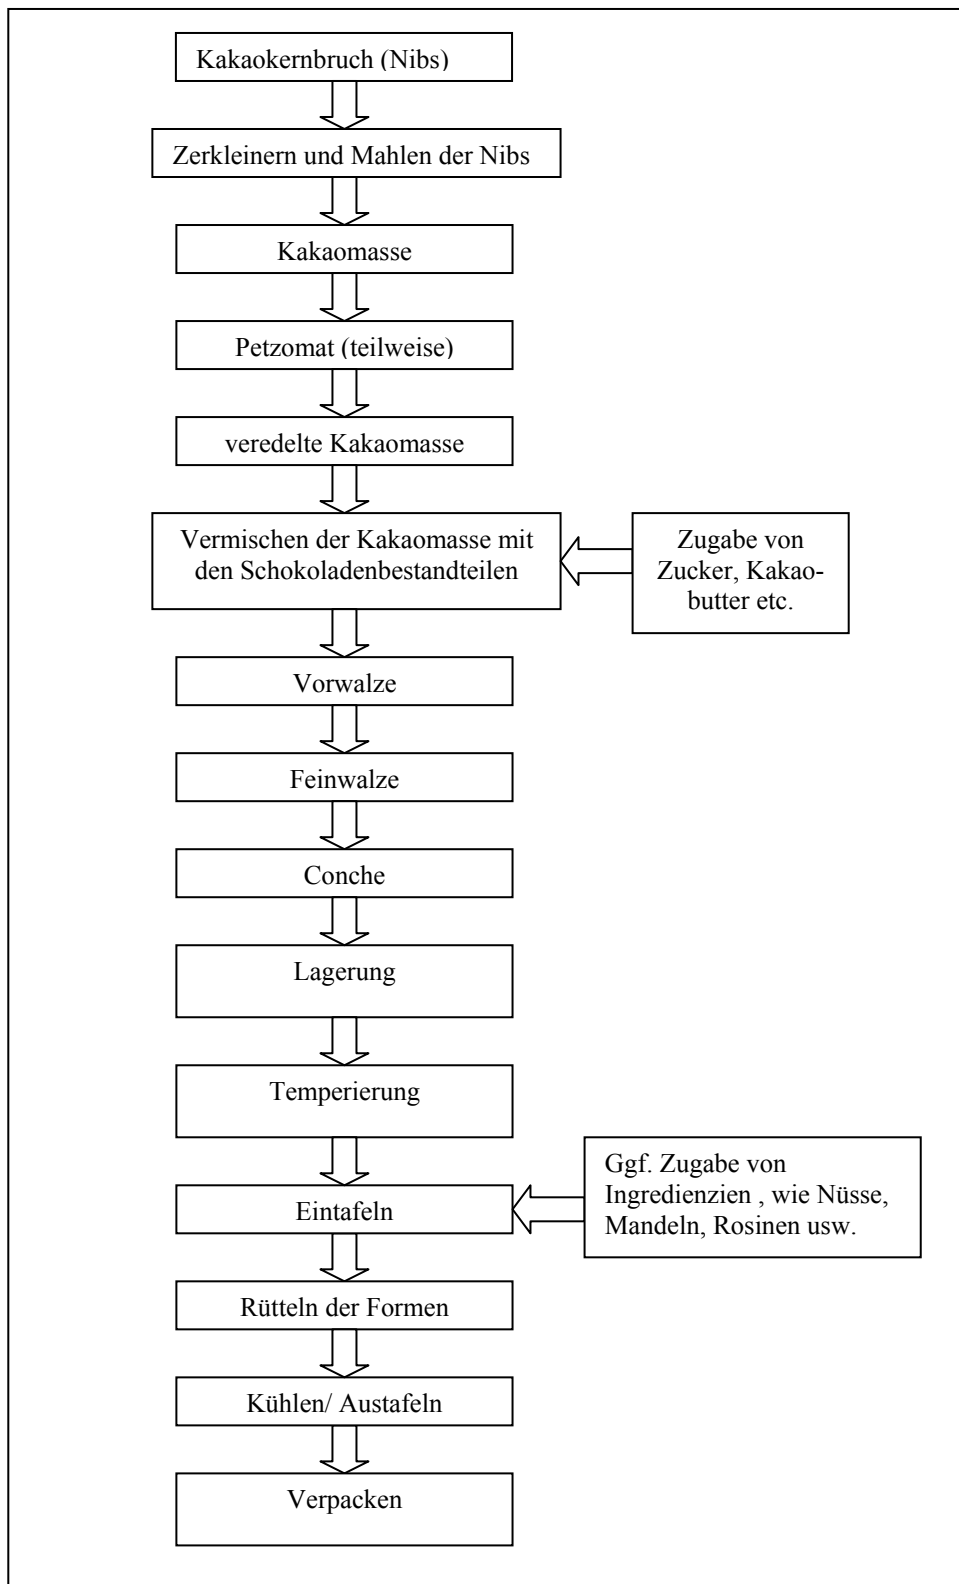 Kakaokernbruch (Nibs)
Zerkleinern und Mahlen der Nibs
Kakaomasse
Petzomat (teilweise)
veredelte Kakaomasse
Vermischen der Kakaomasse mit
den Schokoladenbestandteilen
Zugabe von
Zucker, Kakao-
butter etc.
Vorwalze
Feinwalze
Conche
Lagerung
Temperierung
Eintafeln
Ggf. Zugabe von
Ingredienzien , wie Nüsse,
Mandeln, Rosinen usw.
Rütteln der Formen
Kühlen/ Austafeln
Verpacken